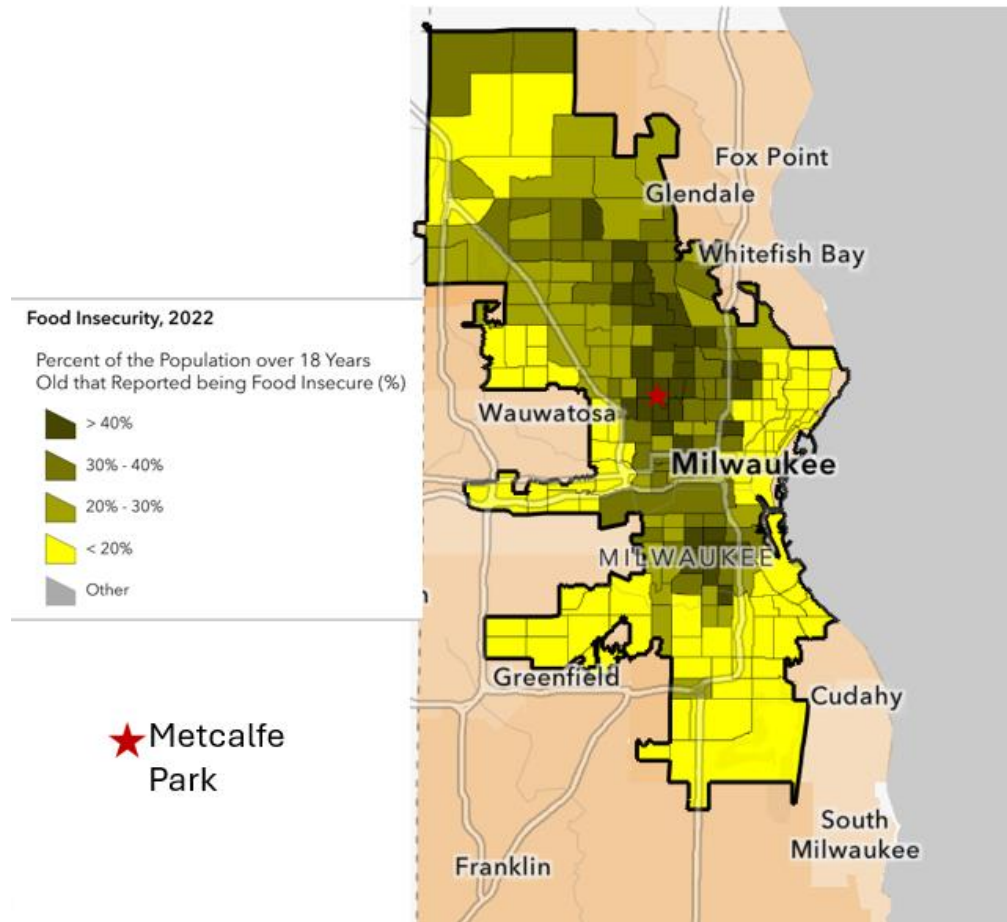 Fox Point
Glendale
Whitefish Bay
Food Insecurity, 2022
Percent of the Population over 18 Years
Old that Reported being Food Insecure (%)
> 40%
30% - 40%
20% - 30%
< 20%
Other
Wauwatosa
Milwaukee
MILWAUKEE
Greenfield
Cudahy
Metcalfe
Park
South
Milwaukee
Franklin